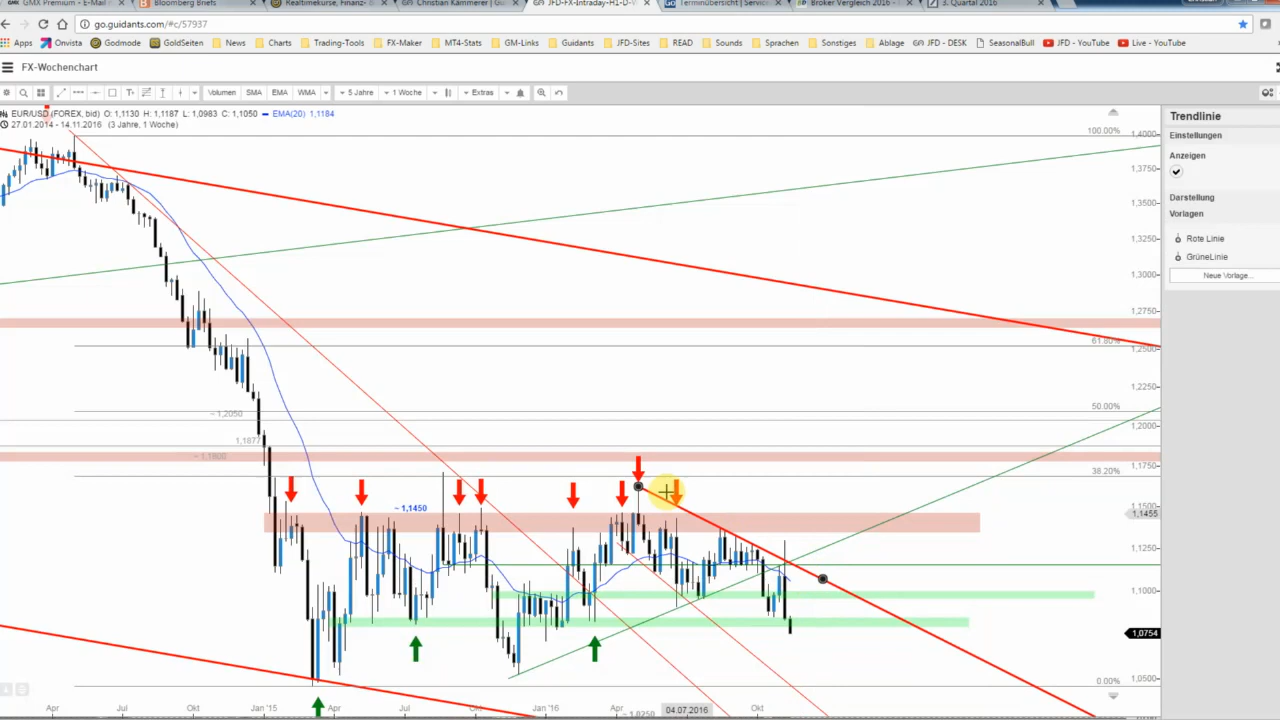 GMX Premium - E-Mail
Bloomberg Briefs
Realtimekurse, Finanz-
Christian Kämmerer | Gu
JFD-FX-Intraday-H1-D-W
Terminübersicht | Service
Broker Vergleich 2016 -
3. Quartal 2016
go.guidants.com/#c/57937
Apps Onvista Godmode GoldSeiten News Charts Trading-Tools FX-Maker MT4-Stats GM-Links Guidants JFD-Sites READ Sounds Sprachen Sonstiges Ablage JFD - DESK SeasonalBull JFD - YouTube Live - YouTube
FX-Wochenchart
Volumen SMA EMA WMA 5 Jahre 1 Woche Extras
EUR/USD (FOREX, bid) O: 1,1130 H: 1,1187 L: 1,0983 C: 1,1050 EMA(20) 1,1184
27.01.2014 - 14.11.2016 (3 Jahre, 1 Woche)
Trendlinie
Einstellungen
Anzeigen
Darstellung
Vorlagen
Rote Linie
GrüneLinie
Neue Vorlage...
100.00%
61.80%
50.00%
38.20%
0.00%
~ 1,2050
1,1877
~ 1,1800
~ 1,1450
~ 1,0250
1,4000
1,3750
1,3500
1,3250
1,3000
1,2750
1,2500
1,2250
1,2000
1,1750
1,1500
1,1455
1,1250
1,1000
1,0754
1,0500
Apr Jul Okt Jan '15 Apr Jul Okt Jan '16 Apr 04.07.2016 Okt